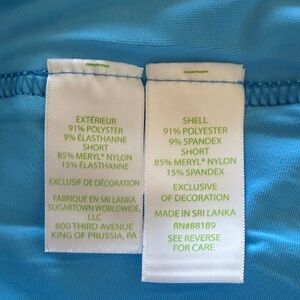 EXTÉRIEUR
91% POLYESTER
9% ÉLASTHANNE
SHORT
85% MERYL® NYLON
15% ÉLASTHANNE
EXCLUSIF DE DÉCORATION
FABRIQUE EN SRI LANKA
SUGARTOWN WORLDWIDE,
LLC
800 THIRD AVENUE
KING OF PRUSSIA, PA
SHELL
91% POLYESTER
9% SPANDEX
SHORT
85% MERYL® NYLON
15% SPANDEX
EXCLUSIVE
OF DECORATION
MADE IN SRI LANKA
RN#88189
SEE REVERSE
FOR CARE